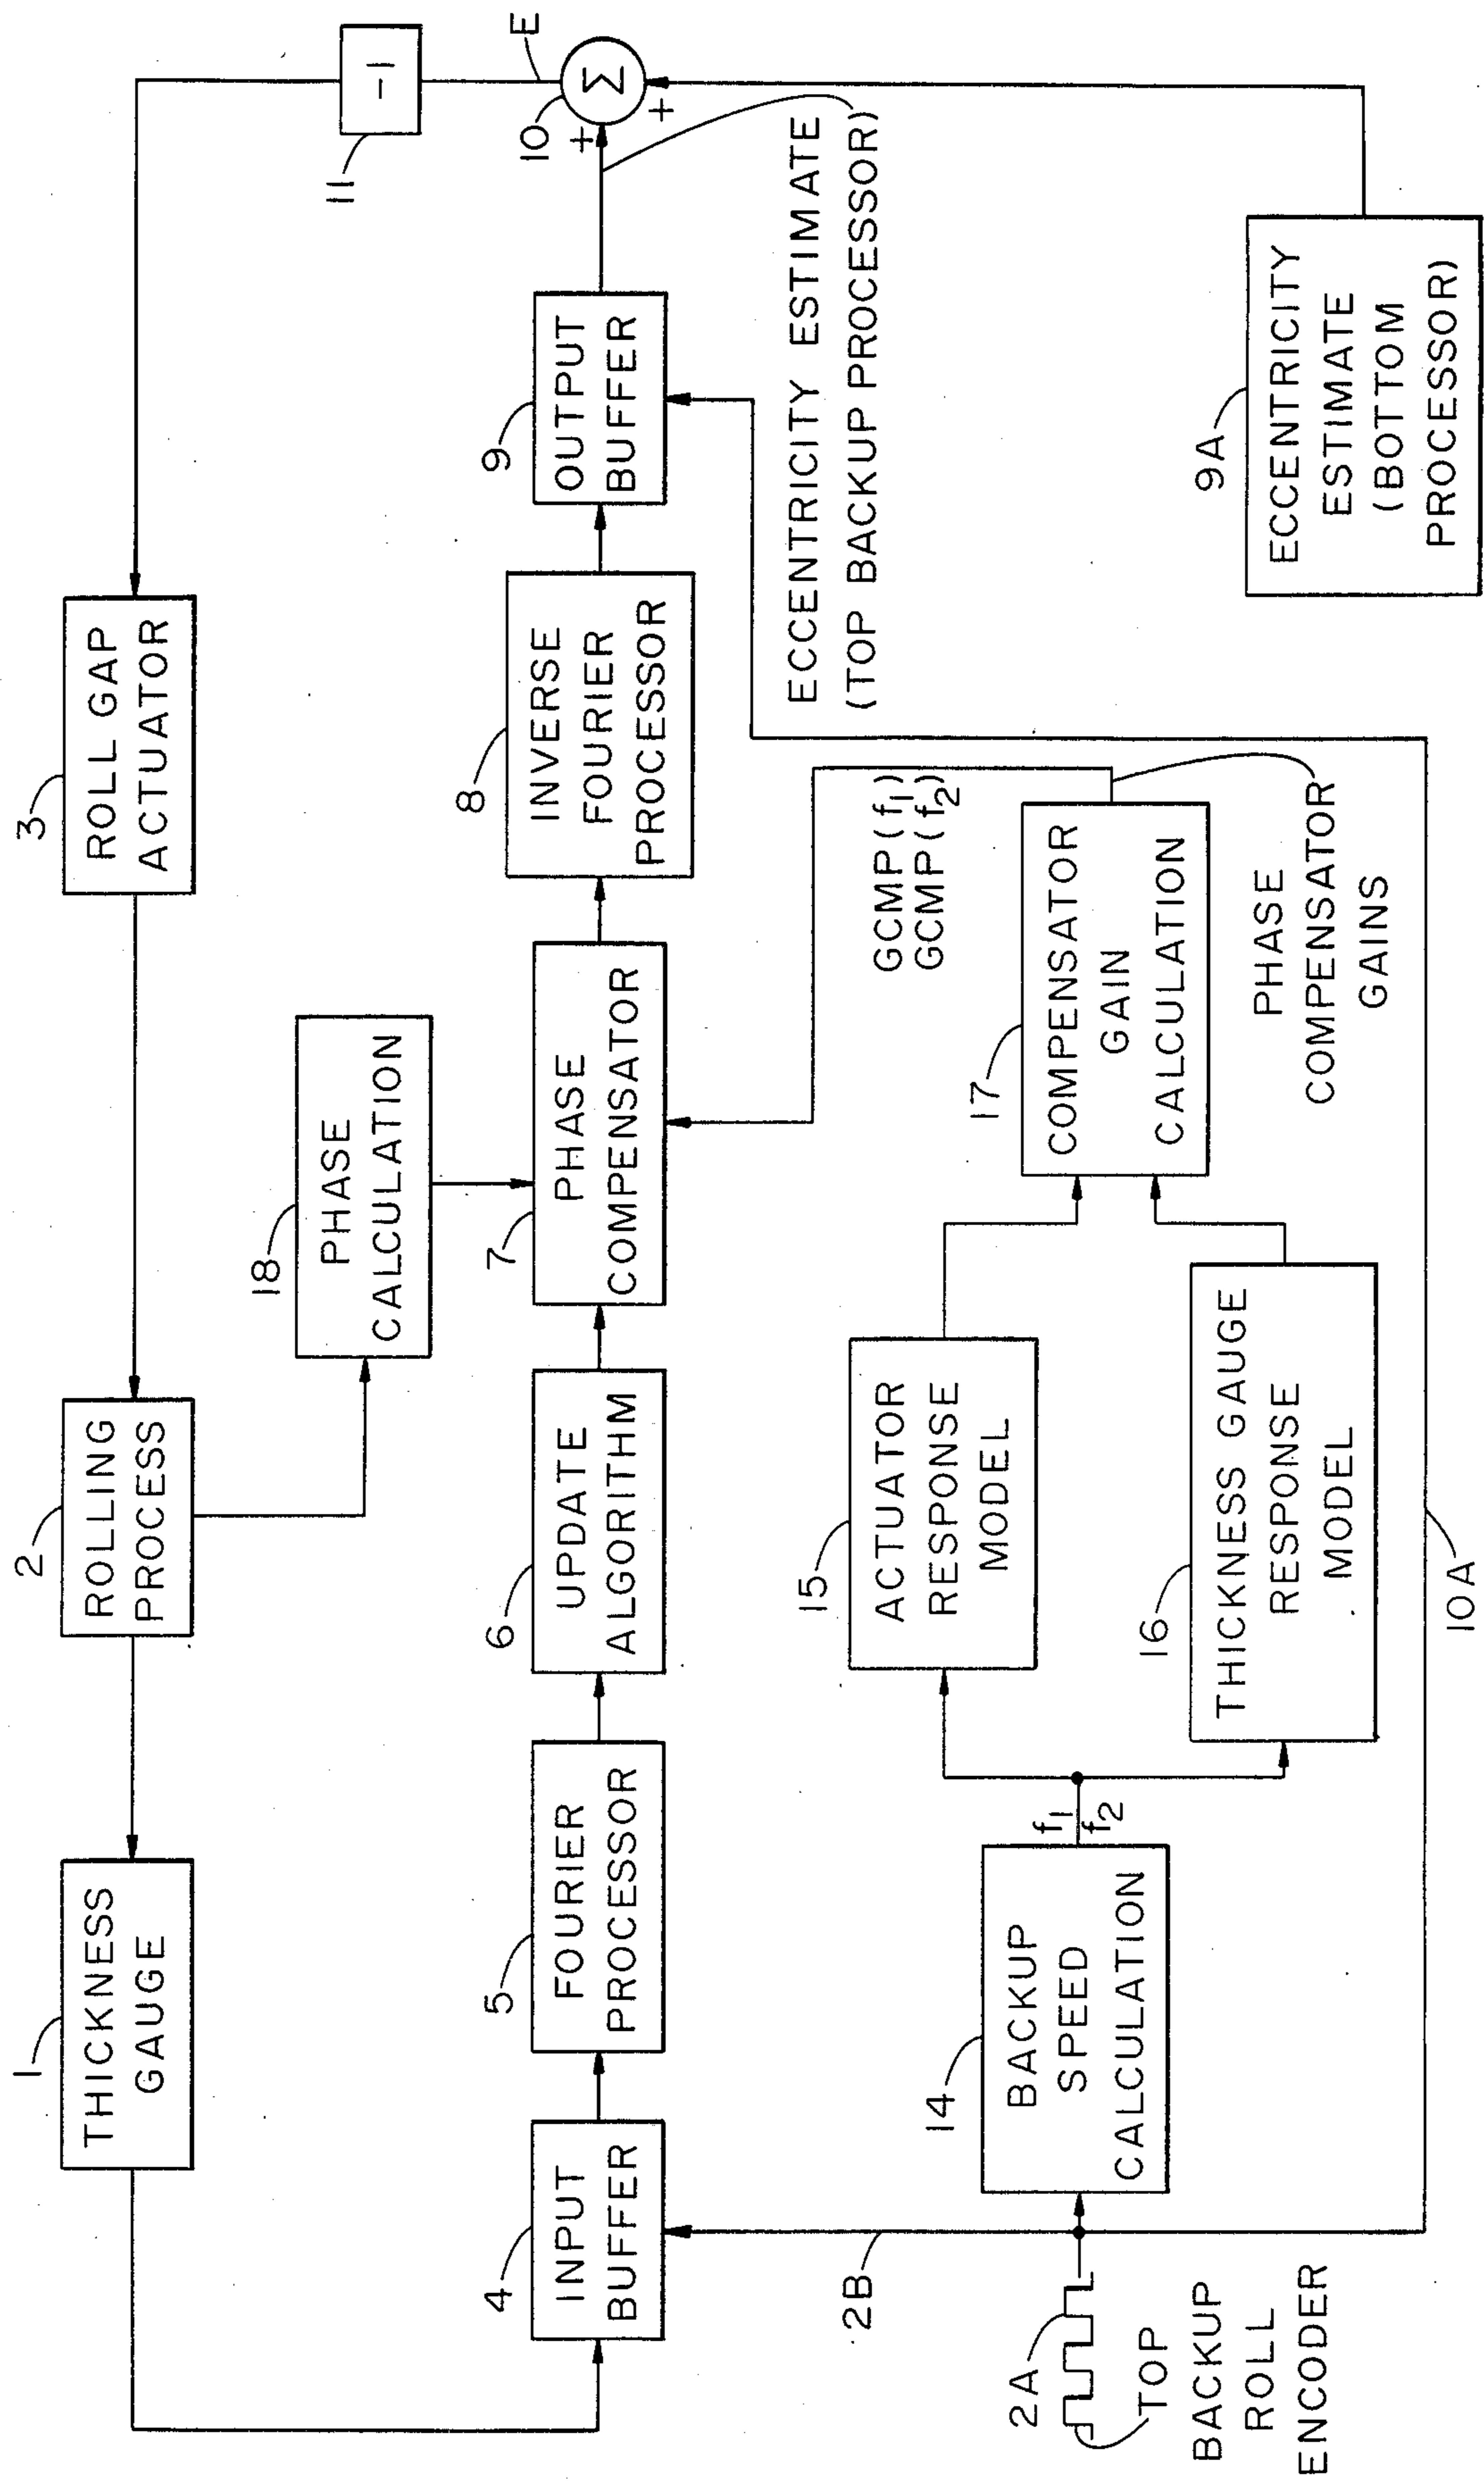 1
THICKNESS
GAUGE
2
ROLLING
PROCESS
3
ROLL GAP
ACTUATOR
11
-1
18
PHASE
CALCULATION
4
INPUT
BUFFER
5
FOURIER
PROCESSOR
6
UPDATE
ALGORITHM
7
PHASE
COMPENSATOR
8
INVERSE
FOURIER
PROCESSOR
9
OUTPUT
BUFFER
10
+
Σ
+
E
ECCENTRICITY ESTIMATE
(TOP BACKUP PROCESSOR)
2B
2A
TOP
BACKUP
ROLL
ENCODER
14
BACKUP
SPEED
CALCULATION
f1
f2
15
ACTUATOR
RESPONSE
MODEL
16
THICKNESS GAUGE
RESPONSE
MODEL
17
COMPENSATOR
GAIN
CALCULATION
GCMP(f1)
GCMP(f2)
PHASE
COMPENSATOR
GAINS
9A
ECCENTRICITY
ESTIMATE
(BOTTOM
PROCESSOR)
10A